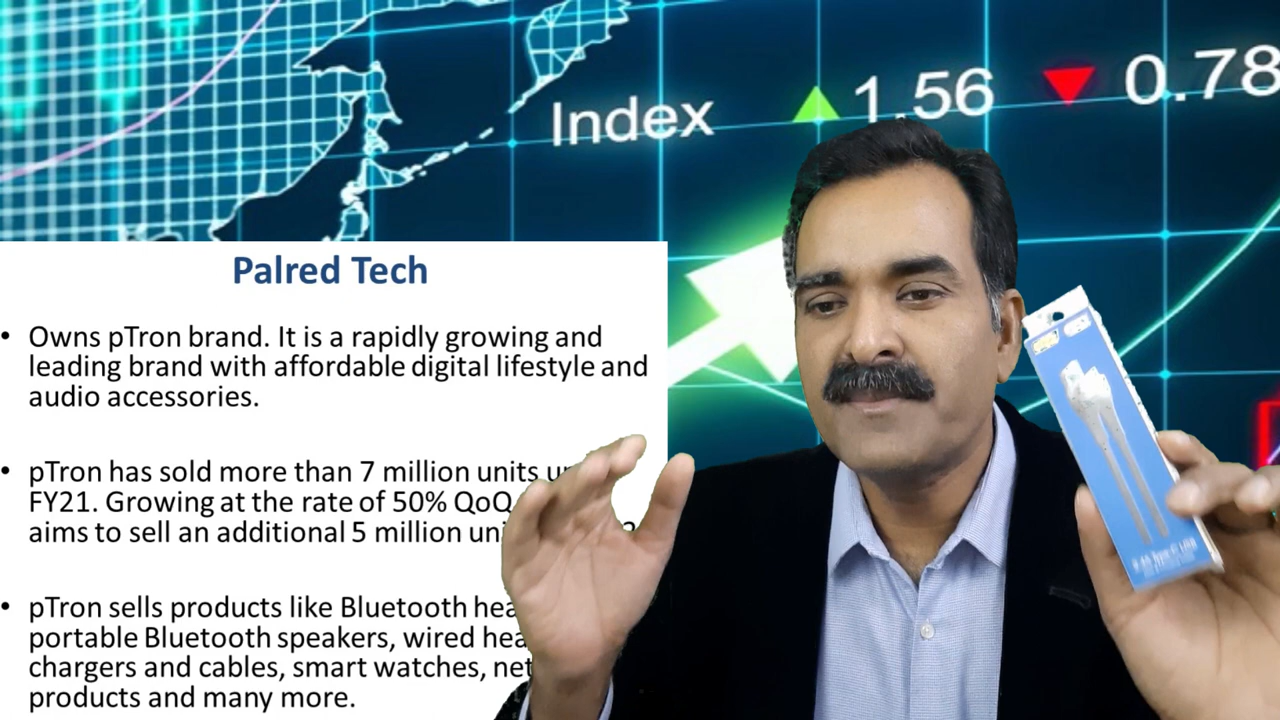 Index ▲ 1.56 ▼ 0.78
Palred Tech
• Owns pTron brand. It is a rapidly growing and
leading brand with affordable digital lifestyle and
audio accessories.
• pTron has sold more than 7 million units
FY21. Growing at the rate of 50% QoQ
aims to sell an additional 5 million
• pTron sells products like Bluetooth
portable Bluetooth speakers, wired
chargers and cables, smart watches,
products and many more.